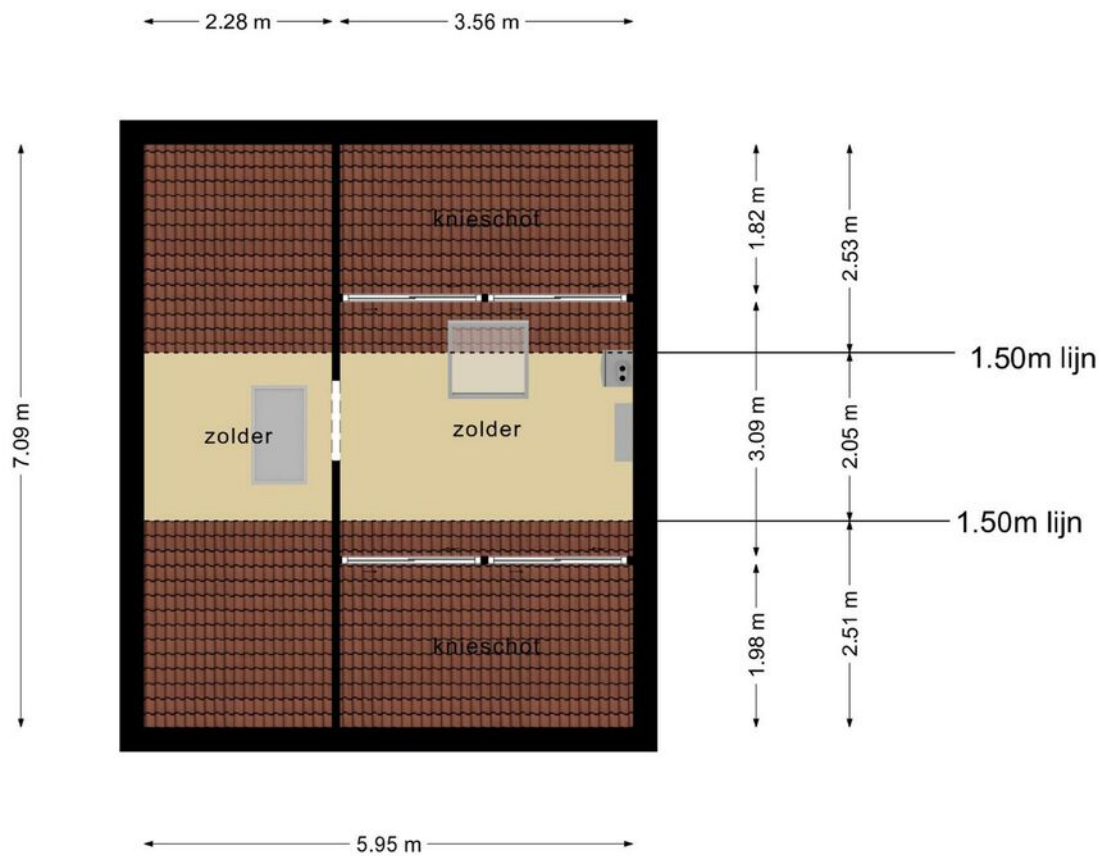 2.28 m
3.56 m
knieschot
1.82 m
2.53 m
1.50m lijn
7.09 m
zolder
zolder
3.09 m
2.05 m
1.50m lijn
knieschot
1.98 m
2.51 m
5.95 m